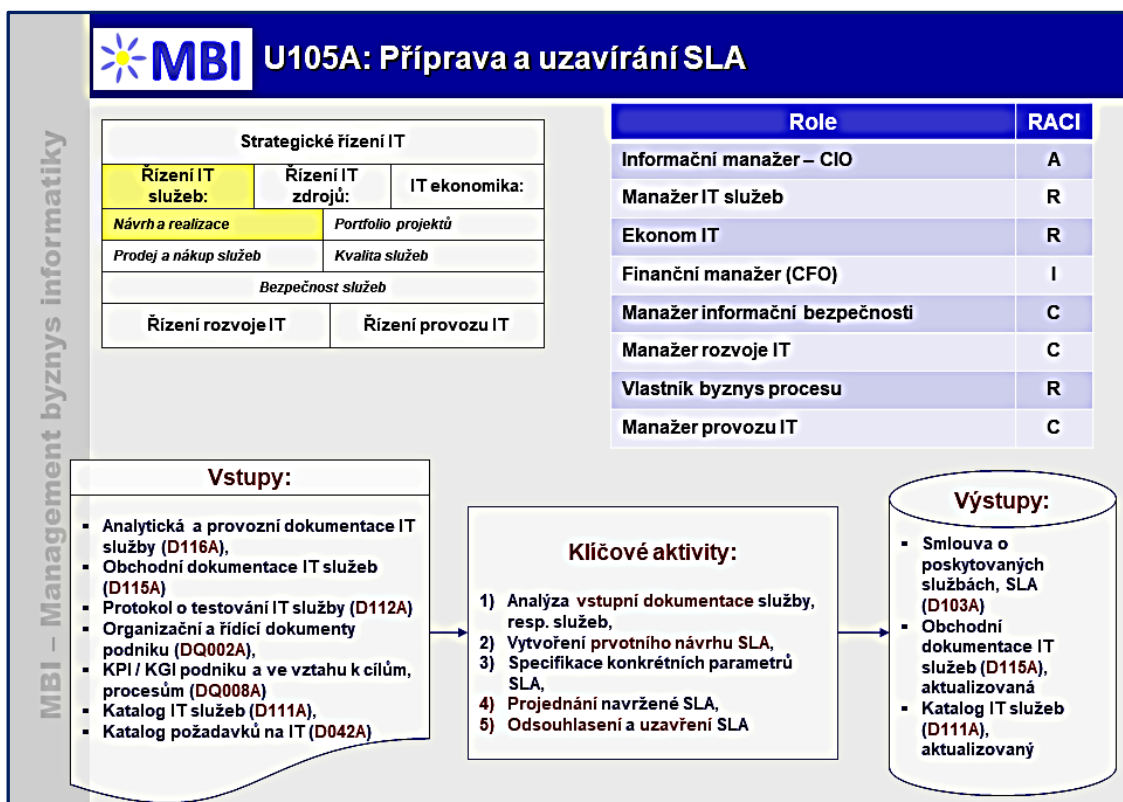 MBI
U105A: Příprava a uzavírání SLA
MBI – Management byznys informatiky
Strategické řízení IT
Řízení IT
služeb:
Řízení IT
zdrojů:
IT ekonomika:
Návrh a realizace
Portfolio projektů
Prodej a nákup služeb
Kvalita služeb
Bezpečnost služeb
Řízení rozvoje IT
Řízení provozu IT
Role RACI
Informační manažer – CIO A
Manažer IT služeb R
Ekonom IT R
Finanční manažer (CFO) I
Manažer informační bezpečnosti C
Manažer rozvoje IT C
Vlastník byznys procesu R
Manažer provozu IT C
Vstupy:
▪ Analytická a provozní dokumentace IT
služby (D116A),
▪ Obchodní dokumentace IT služeb
(D115A)
▪ Protokol o testování IT služby (D112A)
▪ Organizační a řídící dokumenty
podniku (DQ002A),
▪ KPI / KGI podniku a ve vztahu k cílům,
procesům (DQ008A)
▪ Katalog IT služeb (D111A),
▪ Katalog požadavků na IT (D042A)
Klíčové aktivity:
1) Analýza vstupní dokumentace služby,
resp. služeb,
2) Vytvoření prvotního návrhu SLA,
3) Specifikace konkrétních parametrů
SLA,
4) Projednání navržené SLA,
5) Odsouhlasení a uzavření SLA
Výstupy:
▪ Smlouva o
poskytovaných
službách, SLA
(D103A)
▪ Obchodní
dokumentace IT
služeb (D115A),
aktualizovaná
▪ Katalog IT služeb
(D111A),
aktualizovaný